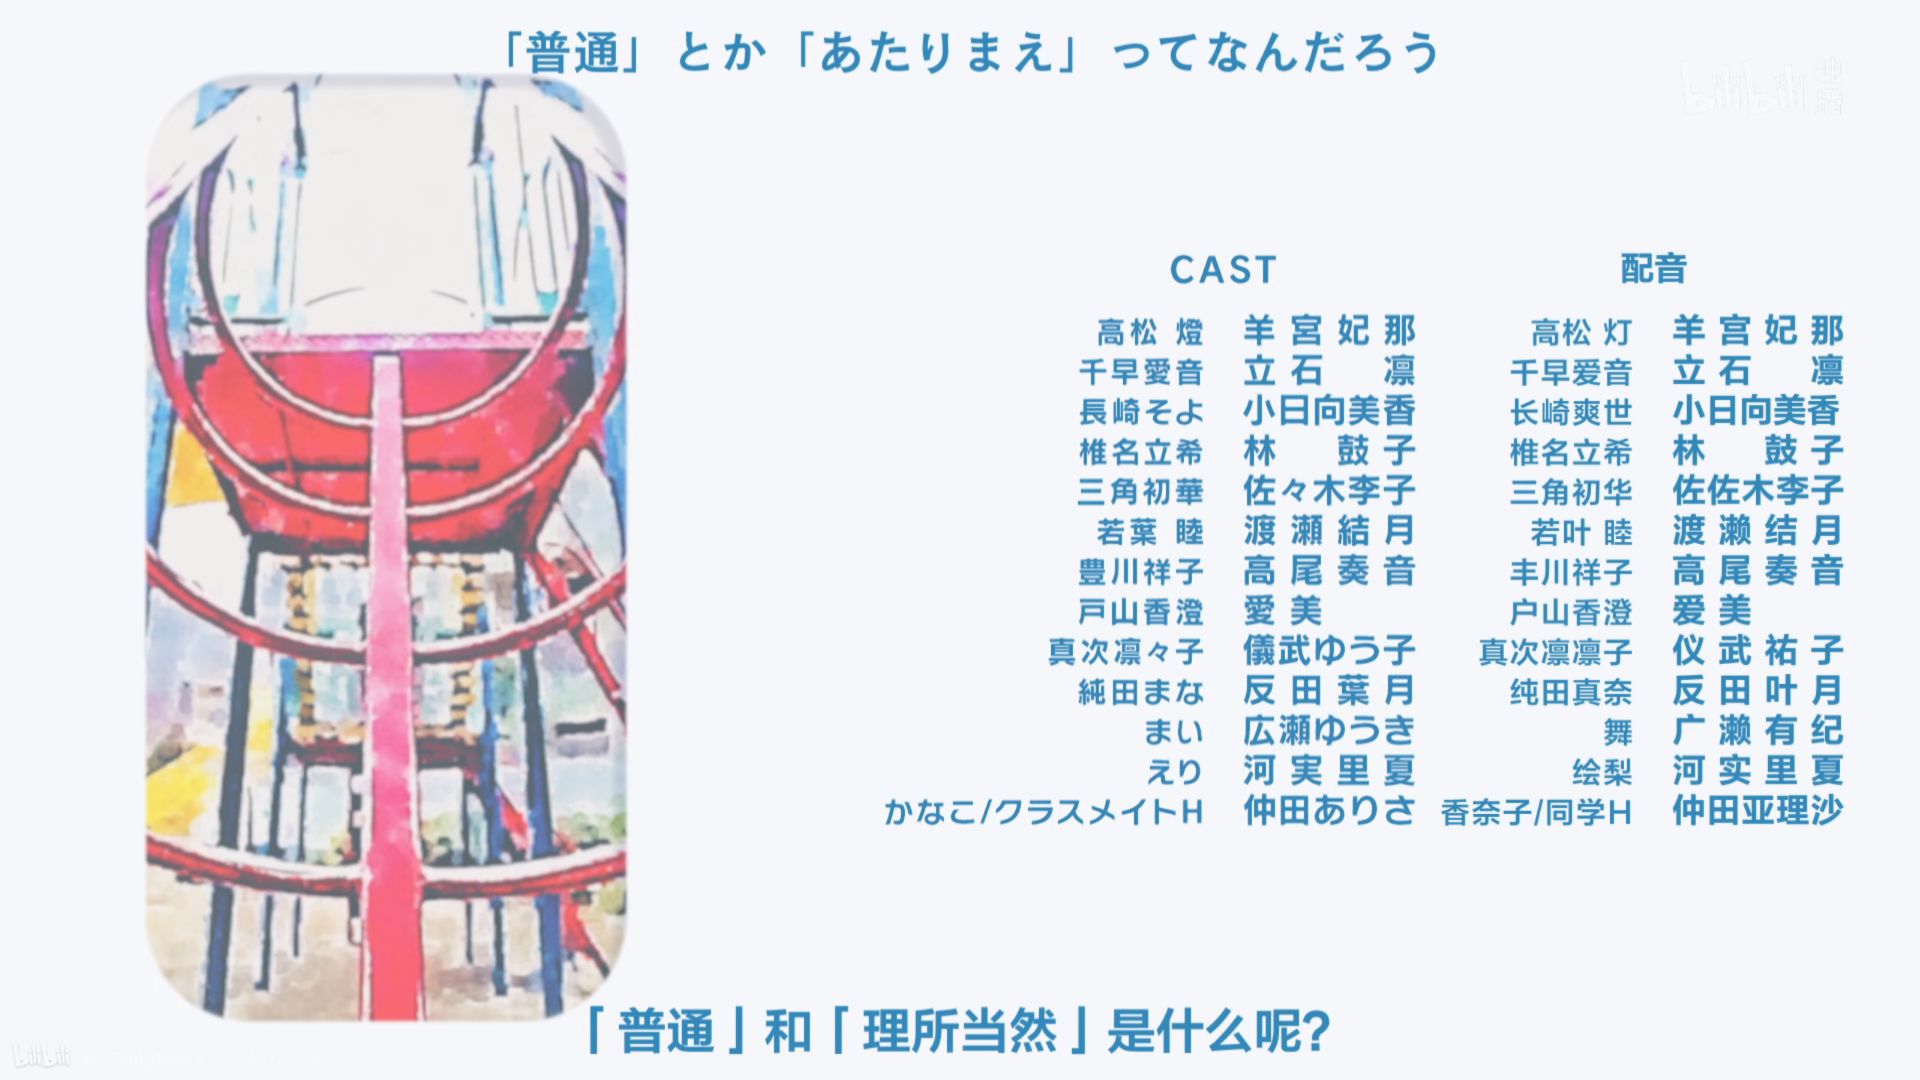 「普通」とか「あたりまえ」ってなんだろう
bilibili 独播
CAST 配音
高松 燈 羊宮妃那 高松 灯 羊宫妃那
千早愛音 立石 凛 千早爱音 立石 凛
長崎そよ 小日向美香 长崎爽世 小日向美香
椎名立希 林 鼓子 椎名立希 林 鼓子
三角初華 佐々木李子 三角初华 佐佐木李子
若葉 睦 渡瀬結月 若叶 睦 渡濑结月
豊川祥子 高尾奏音 丰川祥子 高尾奏音
戸山香澄 愛美 户山香澄 爱美
真次凛々子 儀武ゆう子 真次凛凛子 仪武祐子
純田まな 反田葉月 纯田真奈 反田叶月
まい 広瀬ゆうき 舞 广濑有纪
えり 河実里夏 绘梨 河实里夏
かなこ/クラスメイトH 仲田ありさ 香奈子/同学H 仲田亚理沙
「普通」和「理所当然」是什么呢?
bilibili